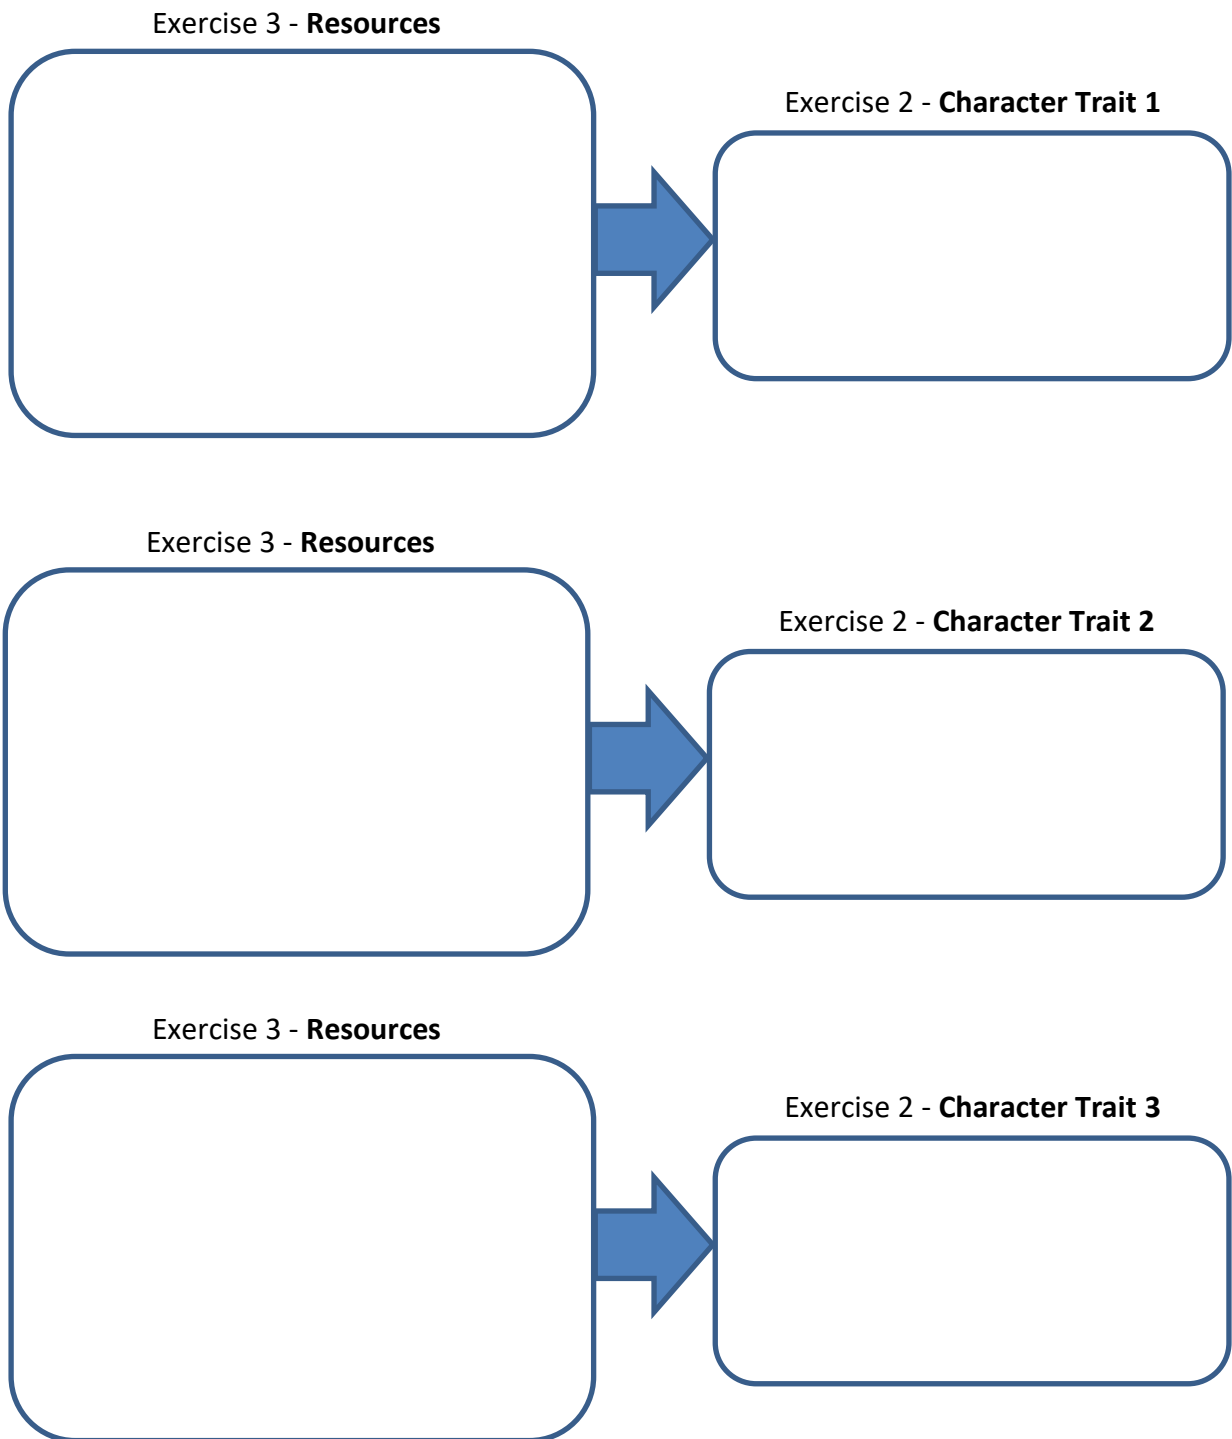 Exercise 3 - Resources
Exercise 2 - Character Trait 1
Exercise 3 - Resources
Exercise 2 - Character Trait 2
Exercise 3 - Resources
Exercise 2 - Character Trait 3